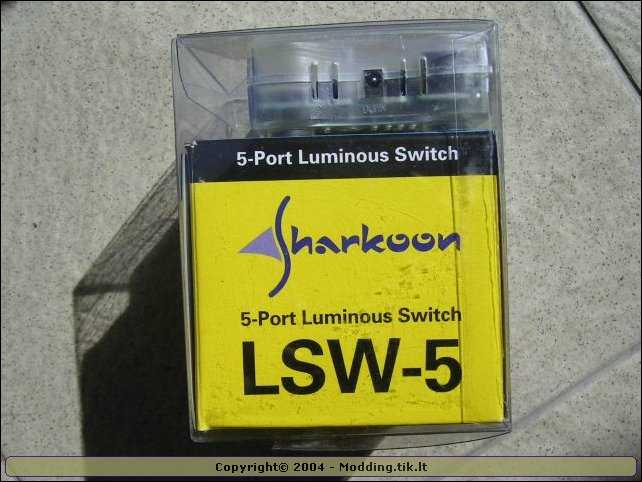 5-Port Luminous Switch
Sharkoon
5-Port Luminous Switch
LSW-5
Copyright© 2004 - Modding.tik.lt